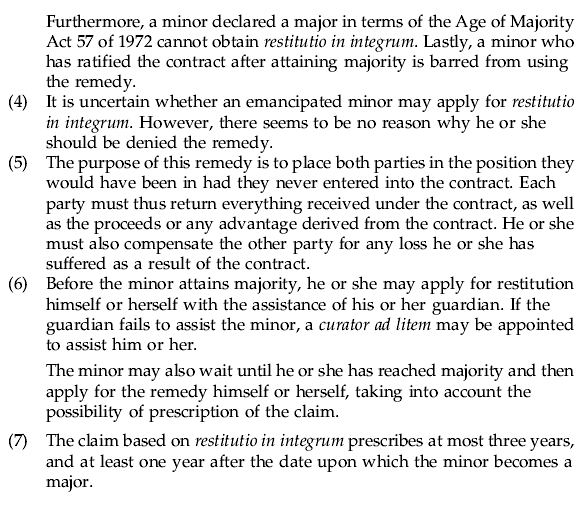 Furthermore, a minor declared a major in terms of the Age of Majority
Act 57 of 1972 cannot obtain restitutio in integrum. Lastly, a minor who
has ratified the contract after attaining majority is barred from using
the remedy.
(4) It is uncertain whether an emancipated minor may apply for restitutio
in integrum. However, there seems to be no reason why he or she
should be denied the remedy.
(5) The purpose of this remedy is to place both parties in the position they
would have been in had they never entered into the contract. Each
party must thus return everything received under the contract, as well
as the proceeds or any advantage derived from the contract. He or she
must also compensate the other party for any loss he or she has
suffered as a result of the contract.
(6) Before the minor attains majority, he or she may apply for restitution
himself or herself with the assistance of his or her guardian. If the
guardian fails to assist the minor, a curator ad litem may be appointed
to assist him or her.
The minor may also wait until he or she has reached majority and then
apply for the remedy himself or herself, taking into account the
possibility of prescription of the claim.
(7) The claim based on restitutio in integrum prescribes at most three years,
and at least one year after the date upon which the minor becomes a
major.